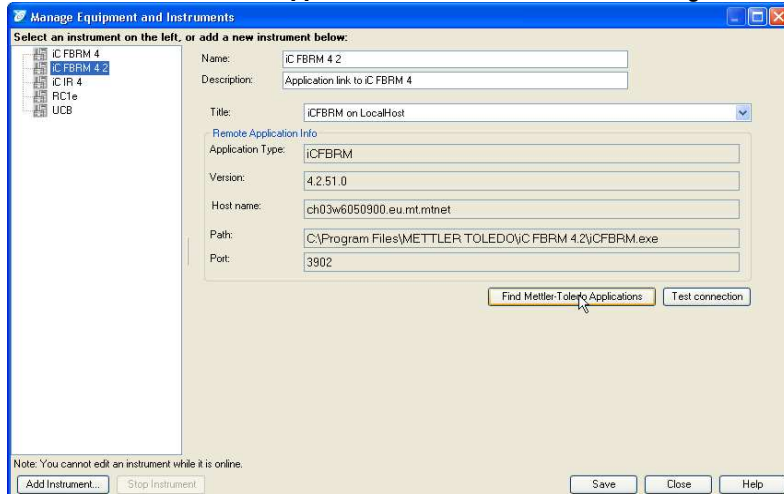 Manage Equipment and Instruments
Select an instrument on the left, or add a new instrument below:
iC FBRM 4
iC FBRM 4 2
iC IR 4
RC1e
UCB
Name: iC FBRM 4 2
Description: Application link to iC FBRM 4
Title: iCFBRM on LocalHost
Remote Application Info
Application Type: iCFBRM
Version: 4.2.51.0
Host name: ch03w6050900.eu.mt.mtnet
Path: C:\Program Files\METTLER TOLEDO\iC FBRM 4.2\iCFBRM.exe
Port: 3902
Find Mettler-Toledo Applications Test connection
Note: You cannot edit an instrument while it is online.
Add Instrument... Stop Instrument Save Close Help